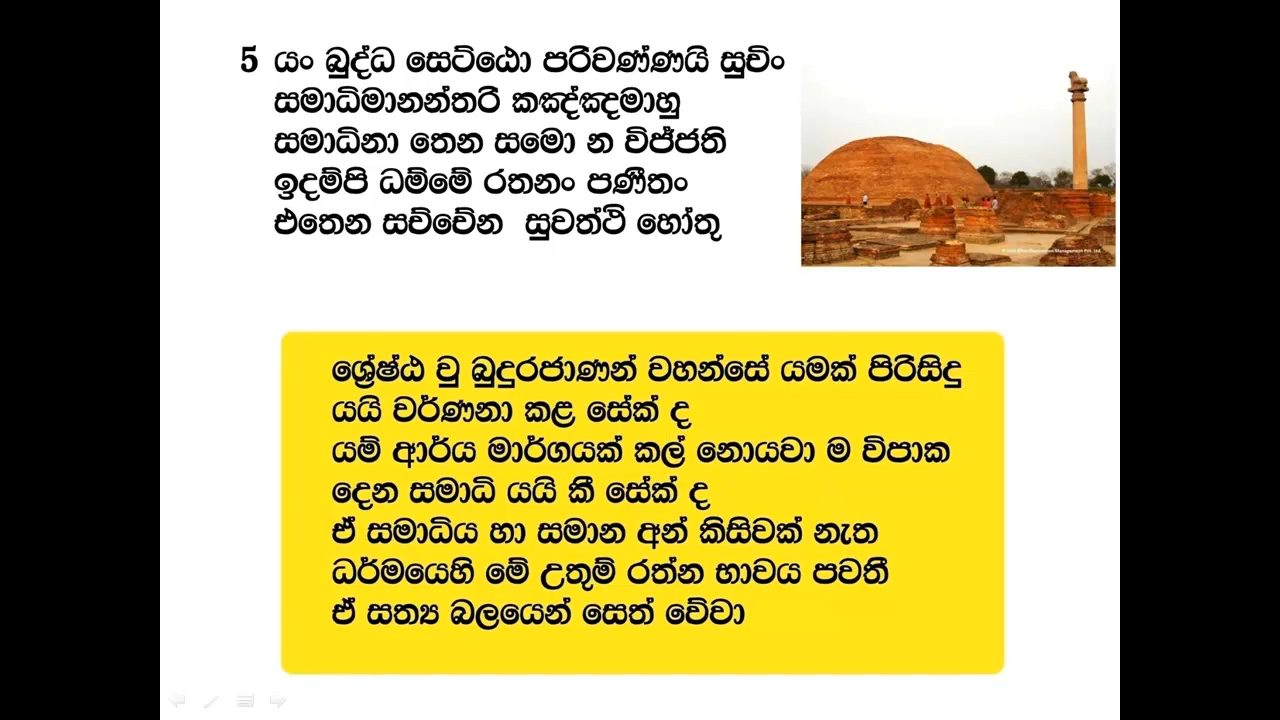 5 යං බුද්ධ සෙට්ඨො පරිවණ්ණයි සුචිං
සමාධිමානන්තරි කඤ්ඤමාහු
සමාධිනා තෙන සමො න විජ්ජති
ඉදම්පි ධම්මේ රතනං පණීතං
එතෙන සච්චේන සුවත්ථි හෝතු
ශ්‍රේෂ්ඨ වු බුදුරජාණන් වහන්සේ යමක් පිරිසිදු
යයි වර්ණනා කළ සේක් ද
යම් ආර්ය මාර්ගයක් කල් නොයවා ම විපාක
දෙන සමාධි යයි කී සේක් ද
ඒ සමාධිය හා සමාන අන් කිසිවක් නැත
ධර්මයෙහි මේ උතුම් රත්න භාවය පවතී
ඒ සත්‍ය බලයෙන් සෙත් වේවා